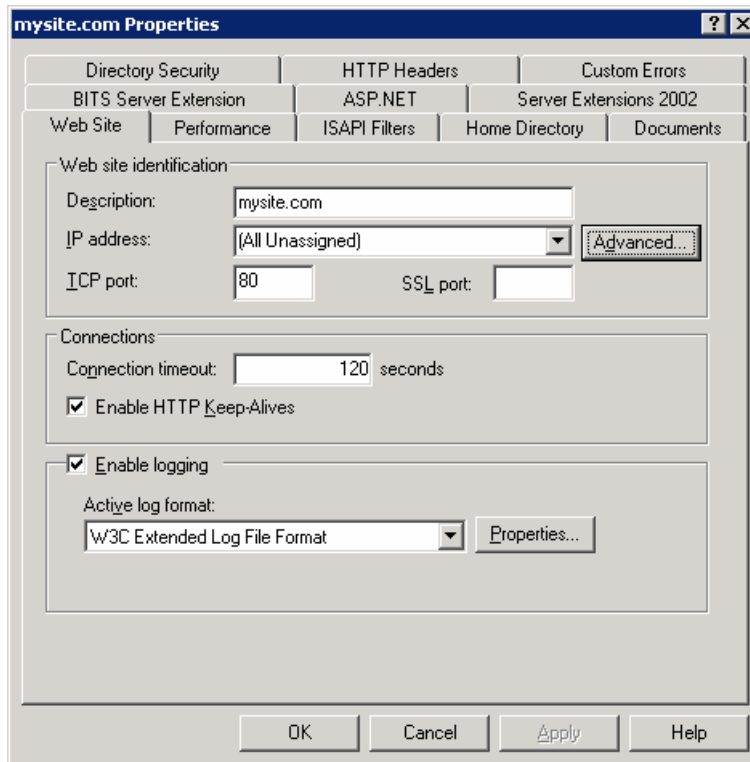 mysite.com Properties
Directory Security HTTP Headers Custom Errors
BITS Server Extension ASP.NET Server Extensions 2002
Web Site Performance ISAPI Filters Home Directory Documents
Web site identification
Description: mysite.com
IP address: (All Unassigned) Advanced...
TCP port: 80 SSL port:
Connections
Connection timeout: 120 seconds
Enable HTTP Keep-Alives
Enable logging
Active log format:
W3C Extended Log File Format Properties...
OK Cancel Apply Help